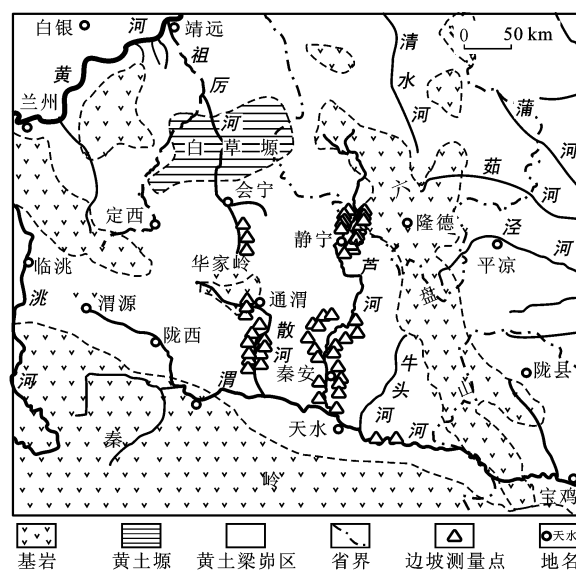 白银
河
靖远
0 50 km
黄
祖
厉
河
清
水
河
兰州
蒲
河
白草塬
茹
河
会宁
六
盘
山
定西
静宁
隆德
泾
河
临洮
华家岭
芦
河
平凉
洮
河
渭源
通渭
散
河
陇西
牛
头
河
陇县
秦安
渭
河
秦
岭
天水
宝鸡
基岩
黄土塬
黄土梁峁区
省界
边坡测量点
天水
地名